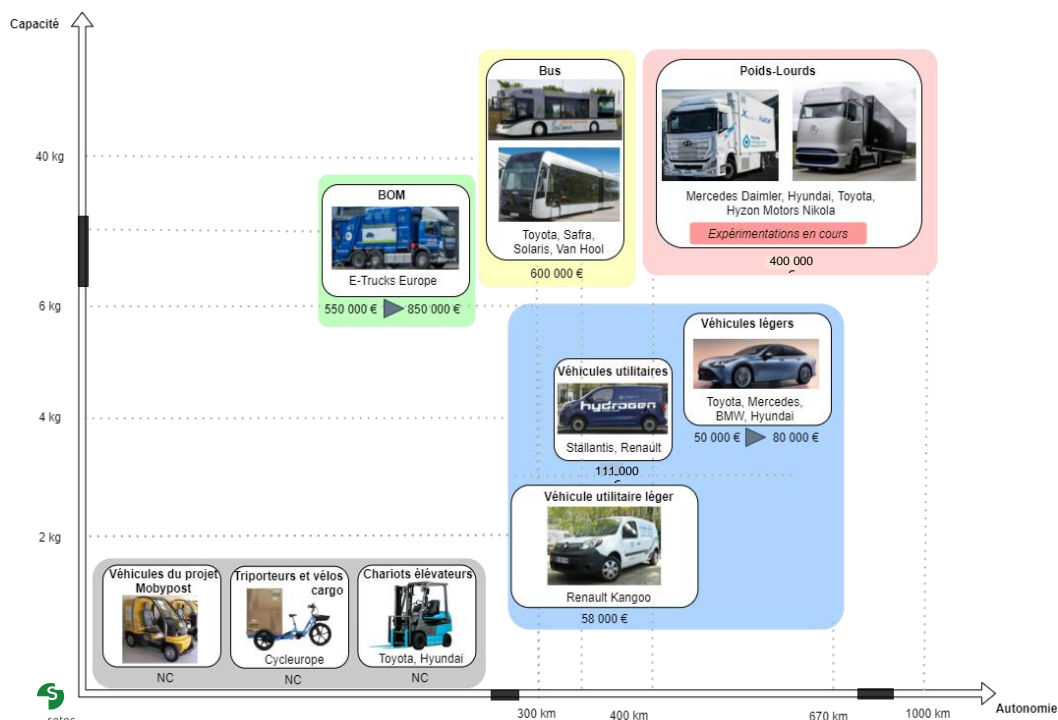 Capacité
40 kg
6 kg
4 kg
2 kg
Bus
Toyota, Safra,
Solaris, Van Hool
600 000 €
Poids-Lourds
Mercedes Daimler, Hyundai, Toyota,
Hyzon Motors Nikola
Expérimentations en cours
400 000
BOM
E-Trucks Europe
550 000 € 850 000 €
Véhicules légers
Toyota, Mercedes,
BMW, Hyundai
50 000 € 80 000 €
Véhicules utilitaires
hydrogen
Stallantis, Renault
111 000
Véhicule utilitaire léger
Renault Kangoo
58 000 €
Véhicules du projet
Mobypost
NC
Triporteurs et vélos
cargo
Cycleurope
NC
Chariots élévateurs
Toyota, Hyundai
NC
300 km
400 km
670 km
1000 km
Autonomie
S